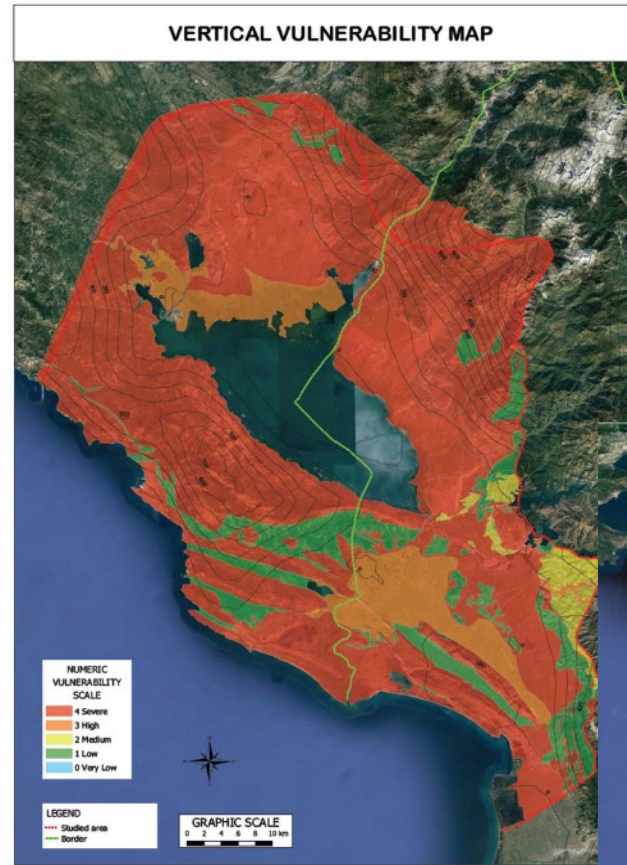 VERTICAL VULNERABILITY MAP
NUMERIC
VULNERABILITY
SCALE
4 Severe
3 High
2 Medium
1 Low
0 Very Low
LEGEND
Studied area
Border
GRAPHIC SCALE
0 2 4 6 8 10 km